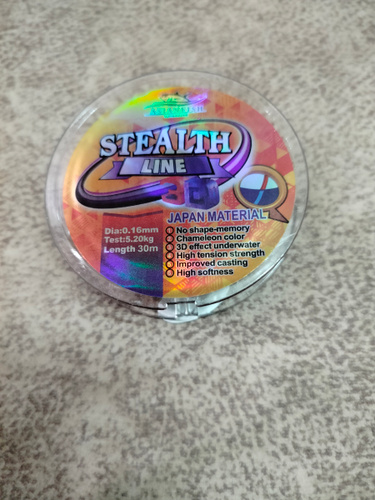 STEALTH
LINE
3D
JAPAN MATERIAL
Dia:0.16mm
Test:5.20kg
Length 30m
No shape-memory
Chameleon color
3D effect underwater
High tension strength
Improved casting
High softness